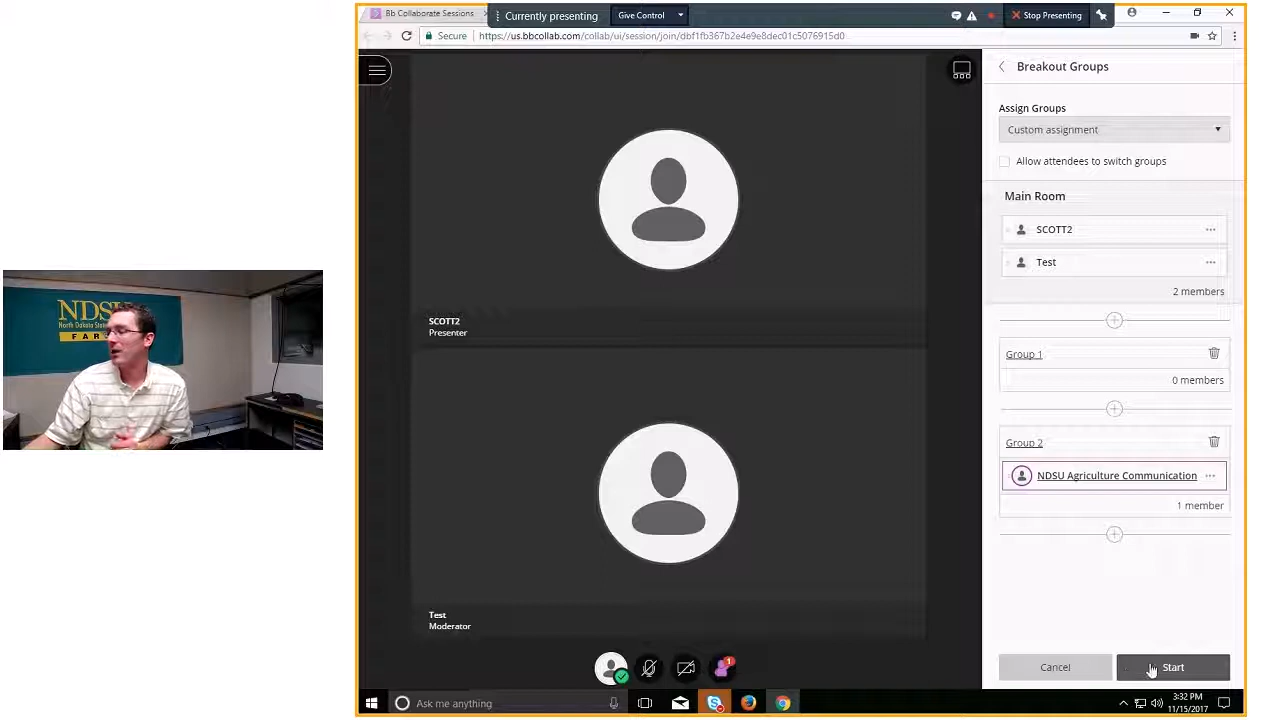 Bb Collaborate Sessions
Currently presenting
Give Control
Stop Presenting
Secure
https://us.bbcollab.com/collab/ui/session/join/dbf1fb367b2e4e9e8dec01c5076915d0
Breakout Groups
Assign Groups
Custom assignment
Allow attendees to switch groups
Main Room
SCOTT2
Test
2 members
Group 1
0 members
Group 2
NDSU Agriculture Communication
1 member
Cancel
Start
SCOTT2
Presenter
Test
Moderator
1
Ask me anything
3:32 PM
11/15/2017
NDSU
North Dakota State